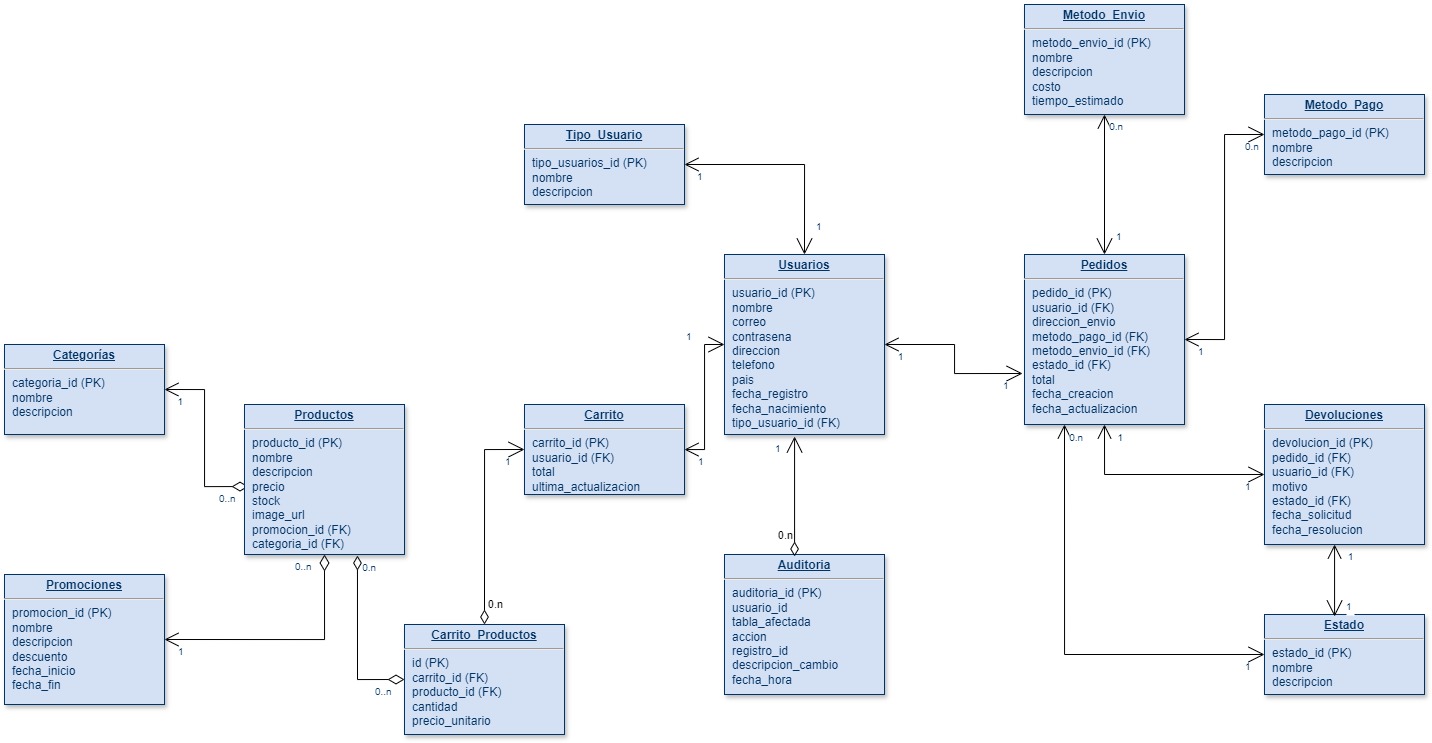 Metodo_Envio
metodo_envio_id (PK)
nombre
descripcion
costo
tiempo_estimado
0.n
1
Metodo_Pago
metodo_pago_id (PK)
nombre
descripcion
0.n
1
Tipo_Usuario
tipo_usuarios_id (PK)
nombre
descripcion
1
1
Usuarios
usuario_id (PK)
nombre
correo
contrasena
direccion
telefono
pais
fecha_registro
fecha_nacimiento
tipo_usuario_id (FK)
1
1
1
1
1
Pedidos
pedido_id (PK)
usuario_id (FK)
direccion_envio
metodo_pago_id (FK)
metodo_envio_id (FK)
estado_id (FK)
total
fecha_creacion
fecha_actualizacion
0.n
1
Categorías
categoria_id (PK)
nombre
descripcion
1
0..n
Productos
producto_id (PK)
nombre
descripcion
precio
stock
image_url
promocion_id (FK)
categoria_id (FK)
0..n
0.n
Carrito
carrito_id (PK)
usuario_id (FK)
total
ultima_actualizacion
1
1
Devoluciones
devolucion_id (PK)
pedido_id (FK)
usuario_id (FK)
motivo
estado_id (FK)
fecha_solicitud
fecha_resolucion
1
1
1
Promociones
promocion_id (PK)
nombre
descripcion
descuento
fecha_inicio
fecha_fin
1
0.n
0..n
Carrito_Productos
id (PK)
carrito_id (FK)
producto_id (FK)
cantidad
precio_unitario
0.n
Auditoria
auditoria_id (PK)
usuario_id
tabla_afectada
accion
registro_id
descripcion_cambio
fecha_hora
Estado
estado_id (PK)
nombre
descripcion
1